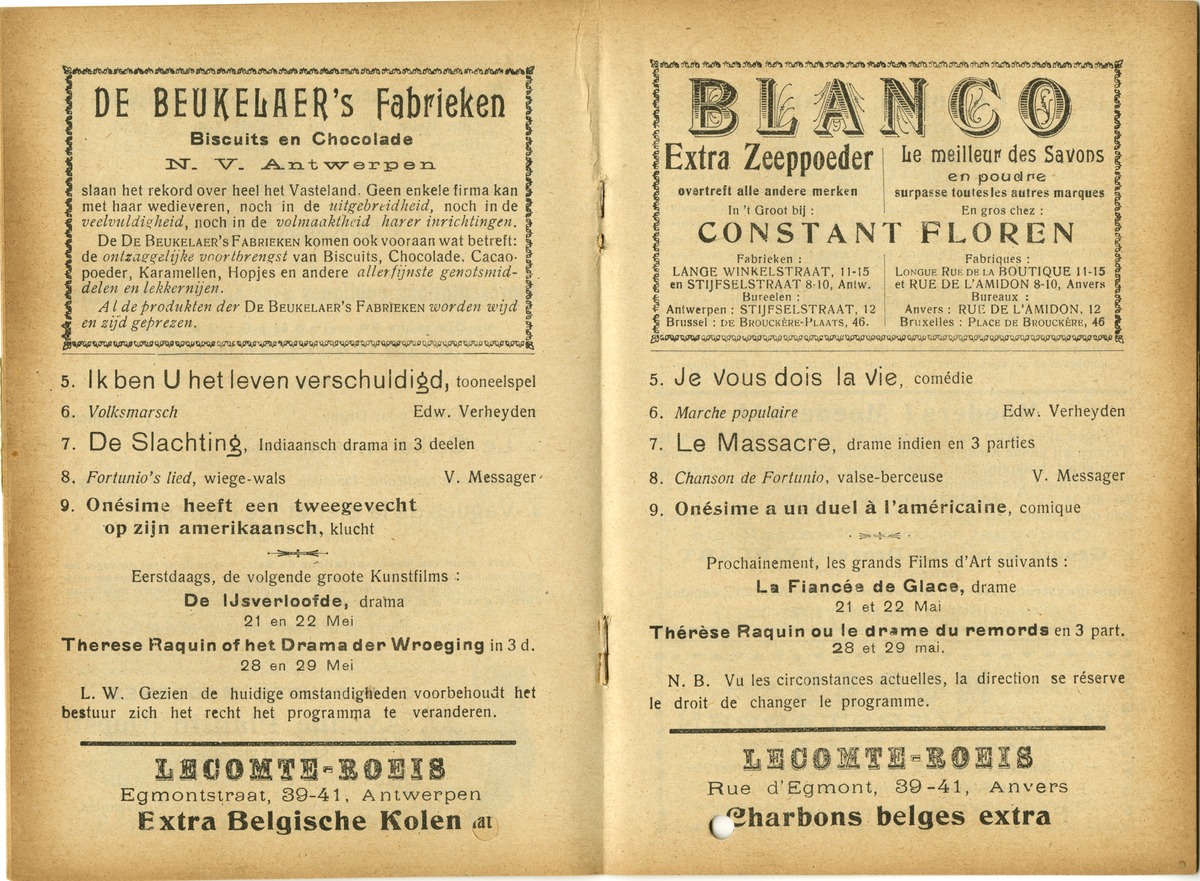 DE BEUKELAER's Fabrieken
Biscuits en Chocolade
N. V. Antwerpen
slaan het rekord over heel het Vasteland. Geen enkele firma kan
met haar wedieveren, noch in de uitgebreidheid, noch in de
veelvuldigheid, noch in de volmaaktheid harer inrichtingen.
De DE BEUKELAER'S FABRIEKEN komen ook vooraan wat betreft:
de ontzaggelijke voortbrengst van Biscuits, Chocolade, Cacao-
poeder, Karamellen, Hopjes en andere allerfijnste genotsmid-
delen en lekkernijen.
Al de produkten der DE BEUKELAER'S FABRIEKEN worden wijd
en zijd geprezen.
5. Ik ben U het leven verschuldigd, tooneelspel
6. Volksmarsch Edw. Verheyden
7. De Slachting, Indiaansch drama in 3 deelen
8. Fortunio's lied, wiege-wals V. Messager
9. Onésime heeft een tweegevecht
op zijn amerikaansch, klucht
Eerstdaags, de volgende groote Kunstfilms :
De IJsverloofde, drama
21 en 22 Mei
Therese Raquin of het Drama der Wroeging in 3 d.
28 en 29 Mei
L. W. Gezien de huidige omstandigheden voorbehoudt het
bestuur zich het recht het programma te veranderen.
LECOMTE-ROEIS
Egmontstraat, 39-41, Antwerpen
Extra Belgische Kolen
BLANCO
Extra Zeeppoeder
overtreft alle andere merken
In 't Groot bij :
Le meilleur des Savons
en poudre
surpasse toutes les autres marques
En gros chez :
CONSTANT FLOREN
Fabrieken :
LANGE WINKELSTRAAT, 11-15
en STIJFSELSTRAAT 8-10, Antw.
Bureelen :
Antwerpen : STIJFSELSTRAAT, 12
Brussel : DE BROUCKÈRE-PLAATS, 46.
Fabriques :
LONGUE RUE DE LA BOUTIQUE 11-15
et RUE DE L'AMIDON 8-10, Anvers
Bureaux :
Anvers : RUE DE L'AMIDON, 12
Bruxelles : PLACE DE BROUCKÈRE, 46
5. Je Vous dois la Vie, comédie
6. Marche populaire Edw. Verheyden
7. Le Massacre, drame indien en 3 parties
8. Chanson de Fortunio, valse-berceuse V. Messager
9. Onésime a un duel à l'américaine, comique
Prochainement, les grands Films d'Art suivants :
La Fiancée de Glace, drame
21 et 22 Mai
Thérèse Raquin ou le drame du remords en 3 part.
28 et 29 mai.
N. B. Vu les circonstances actuelles, la direction se réserve
le droit de changer le programme.
LECOMTE-ROEIS
Rue d'Egmont, 39-41, Anvers
Charbons belges extra